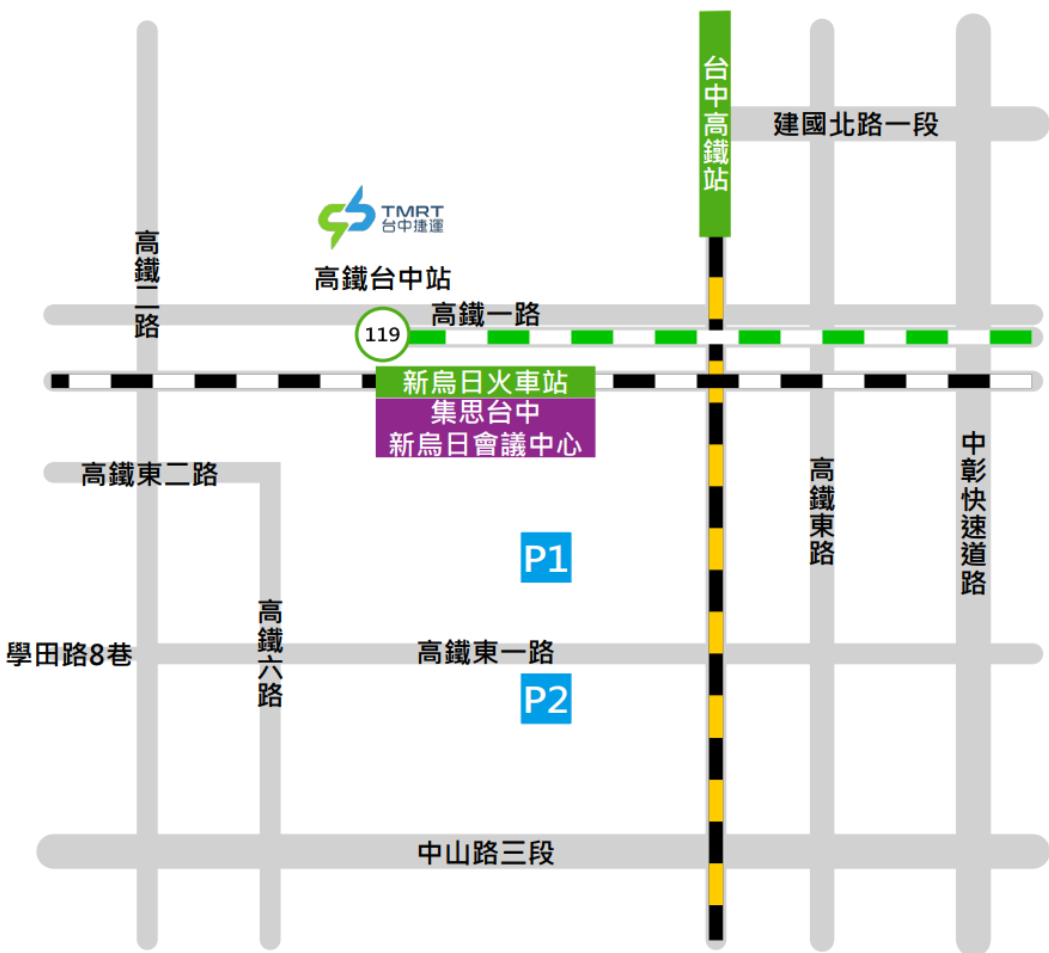 台中高鐵站
建國北路一段
TMRT
台中捷運
高鐵二路
高鐵台中站
高鐵一路
119
新烏日火車站
集思台中
新烏日會議中心
高鐵東二路
高鐵東路
中彰快速道路
P1
高鐵六路
學田路8巷
高鐵東一路
P2
中山路三段